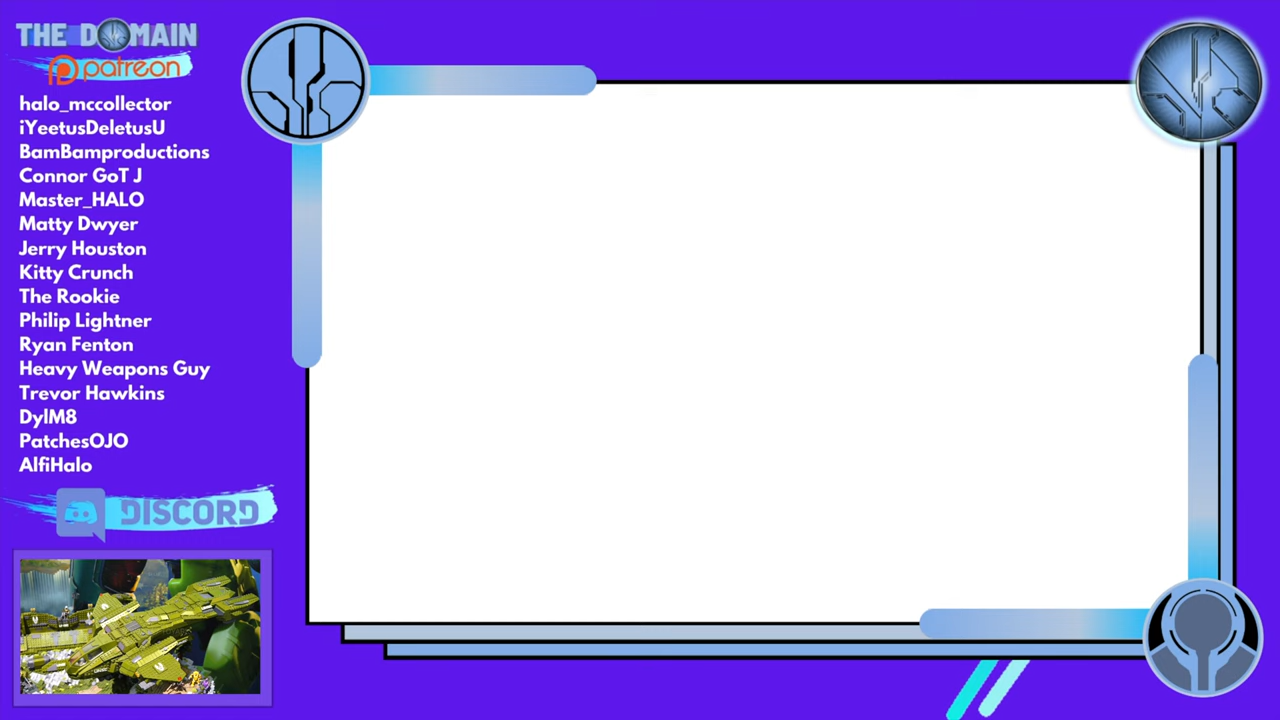 THE DOMAIN
patreon
halo_mccollector
iYeetusDeletusU
BamBamproductions
Connor GoT J
Master_HALO
Matty Dwyer
Jerry Houston
Kitty Crunch
The Rookie
Philip Lightner
Ryan Fenton
Heavy Weapons Guy
Trevor Hawkins
DylM8
PatchesOJO
AlfiHalo
DISCORD